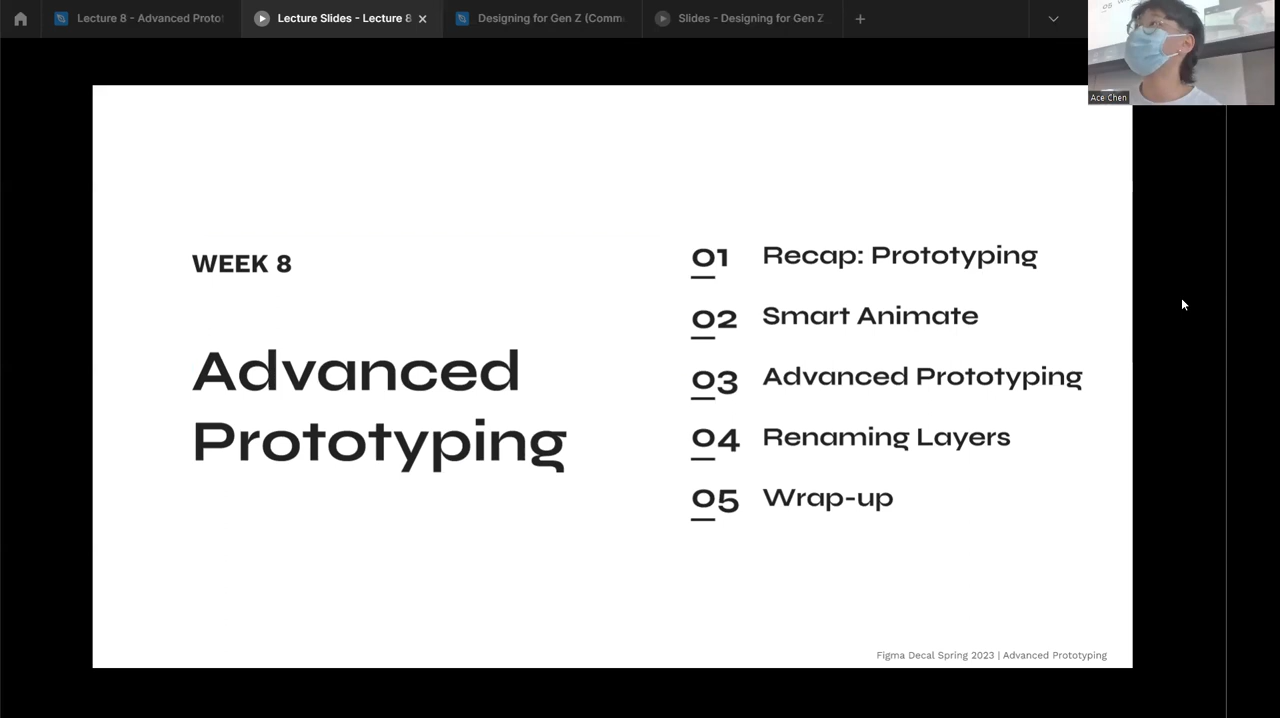 Lecture 8 - Advanced Proto
Lecture Slides - Lecture 8
Designing for Gen Z (Comm
Slides - Designing for Gen Z
Ace Chen
WEEK 8
Advanced
Prototyping
01 Recap: Prototyping
02 Smart Animate
03 Advanced Prototyping
04 Renaming Layers
05 Wrap-up
Figma Decal Spring 2023 | Advanced Prototyping